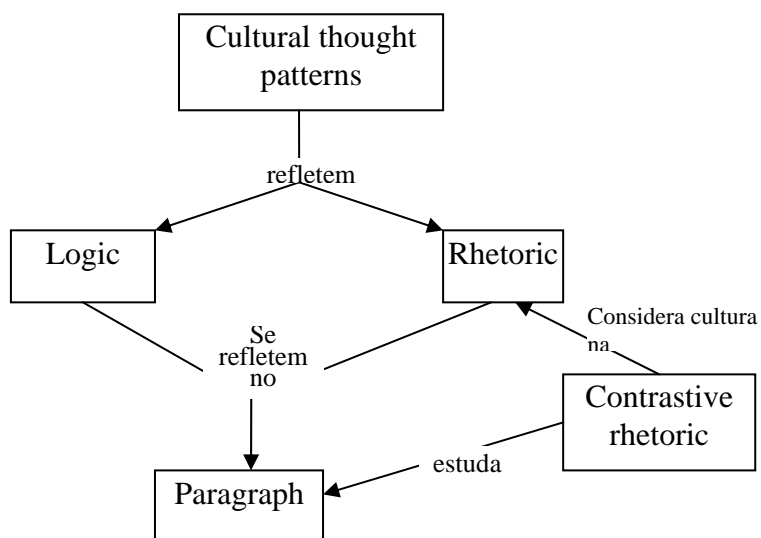 Cultural thought
patterns
refletem
Logic
Rhetoric
Se
refletem
no
Considera cultura
na
Contrastive
rhetoric
estuda
Paragraph